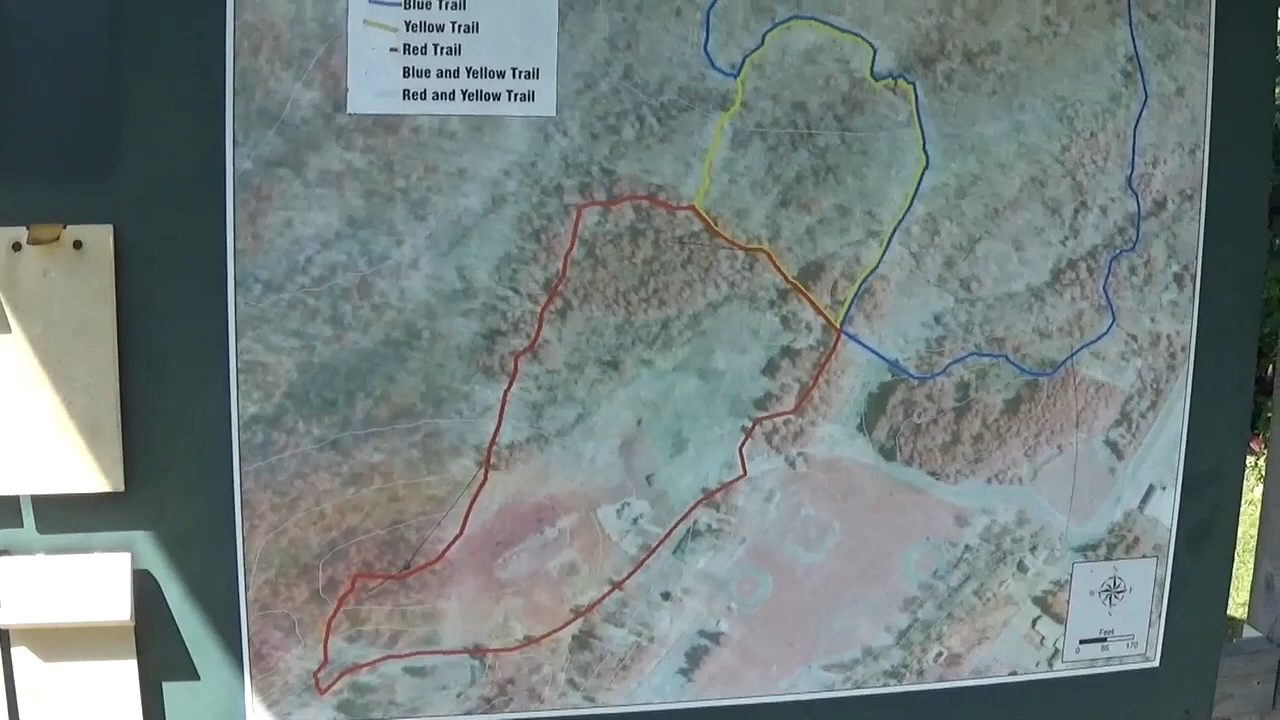 Blue Trail
Yellow Trail
Red Trail
Blue and Yellow Trail
Red and Yellow Trail
W
Feet
0 85 170